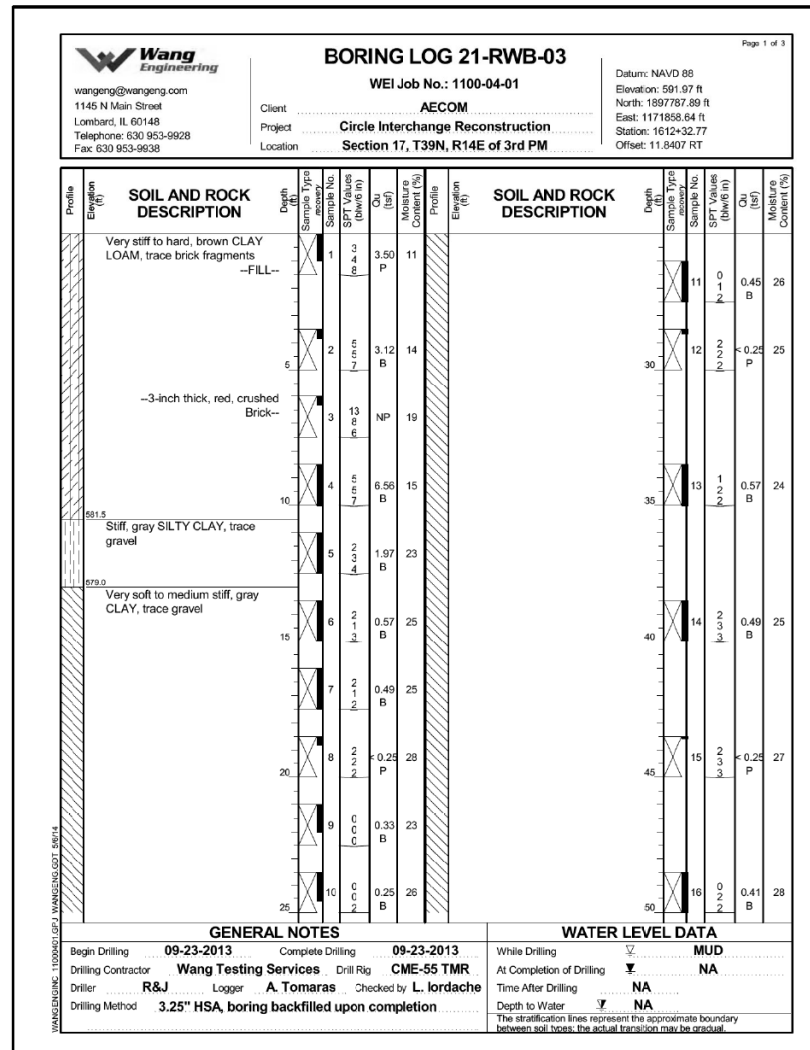 Page 1 of 3
Wang
Engineering
wangeng@wangeng.com
1145 N Main Street
Lombard, IL 60148
Telephone: 630 953-9928
Fax: 630 953-9938
BORING LOG 21-RWB-03
WEI Job No.: 1100-04-01
Client AECOM
Project Circle Interchange Reconstruction
Location Section 17, T39N, R14E of 3rd PM
Datum: NAVD 88
Elevation: 591.97 ft
North: 1897787.89 ft
East: 1171858.64 ft
Station: 1612+32.77
Offset: 11.8407 RT
Profile Elevation (ft) SOIL AND ROCK DESCRIPTION Depth (ft) Sample Type recovery Sample No. SPT Values (blw/6 in) Qu (tsf) Moisture Content (%)
Very stiff to hard, brown CLAY
LOAM, trace brick fragments
--FILL--
1 3 4 8 3.50 P 11
5 2 5 5 7 3.12 B 14
--3-inch thick, red, crushed
Brick--
3 13 8 6 NP 19
10 4 5 5 7 6.56 B 15
581.5
Stiff, gray SILTY CLAY, trace
gravel
5 2 3 4 1.97 B 23
579.0
Very soft to medium stiff, gray
CLAY, trace gravel
15 6 2 1 3 0.57 B 25
7 2 1 2 0.49 B 25
20 8 2 2 2 < 0.25 P 28
9 0 0 0 0.33 B 23
25 10 0 0 2 0.25 B 26
Profile Elevation (ft) SOIL AND ROCK DESCRIPTION Depth (ft) Sample Type recovery Sample No. SPT Values (blw/6 in) Qu (tsf) Moisture Content (%)
11 0 1 2 0.45 B 26
30 12 2 2 2 < 0.25 P 25
35 13 1 2 2 0.57 B 24
40 14 2 3 3 0.49 B 25
45 15 2 3 3 < 0.25 P 27
50 16 0 2 2 0.41 B 28
WANGENGINC 11000401.GPJ WANGENG.GDT 5/6/14
GENERAL NOTES
Begin Drilling 09-23-2013 Complete Drilling 09-23-2013
Drilling Contractor Wang Testing Services Drill Rig CME-55 TMR
Driller R&J Logger A. Tomaras Checked by L. Iordache
Drilling Method 3.25" HSA, boring backfilled upon completion
WATER LEVEL DATA
While Drilling MUD
At Completion of Drilling NA
Time After Drilling NA
Depth to Water NA
The stratification lines represent the approximate boundary
between soil types; the actual transition may be gradual.